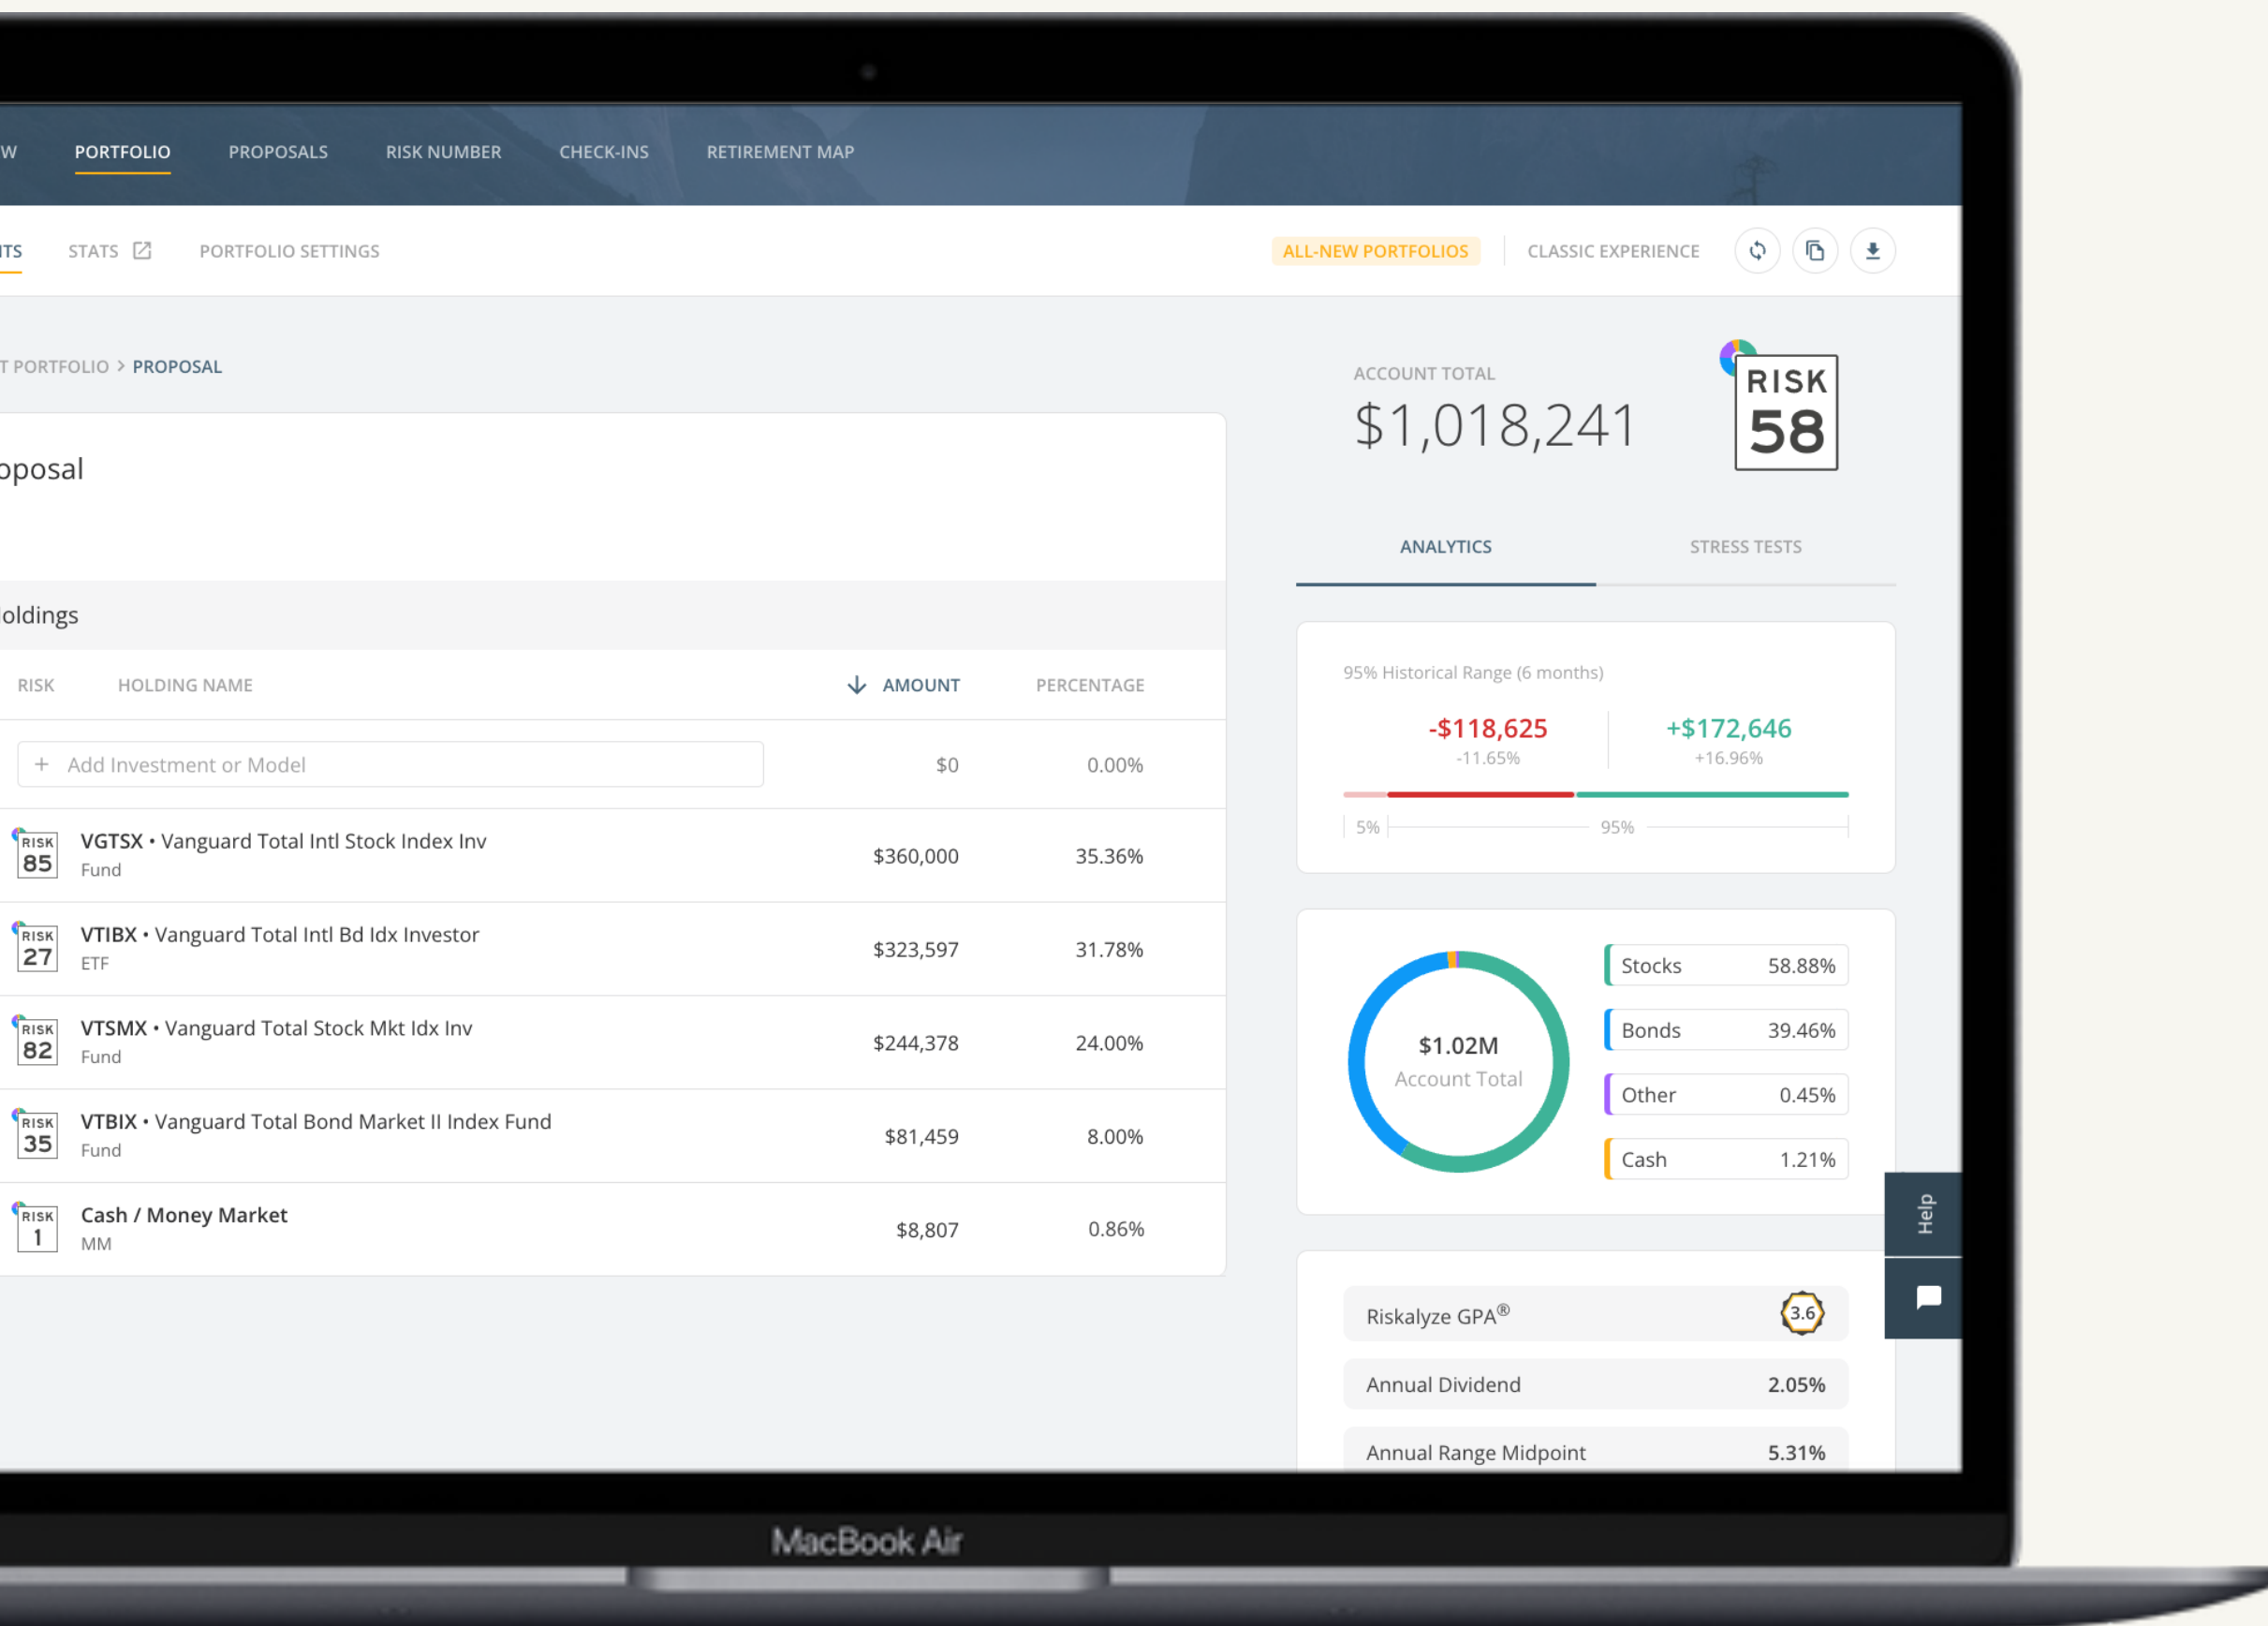 W PORTFOLIO PROPOSALS RISK NUMBER CHECK-INS RETIREMENT MAP
NTS STATS PORTFOLIO SETTINGS ALL-NEW PORTFOLIOS CLASSIC EXPERIENCE
T PORTFOLIO > PROPOSAL
oposal
oldings
RISK HOLDING NAME AMOUNT PERCENTAGE
+ Add Investment or Model $0 0.00%
RISK 85 VGTSX • Vanguard Total Intl Stock Index Inv $360,000 35.36%
Fund
RISK 27 VTIBX • Vanguard Total Intl Bd Idx Investor $323,597 31.78%
ETF
RISK 82 VTSMX • Vanguard Total Stock Mkt Idx Inv $244,378 24.00%
Fund
RISK 35 VTBIX • Vanguard Total Bond Market II Index Fund $81,459 8.00%
Fund
RISK 1 Cash / Money Market $8,807 0.86%
MM
ACCOUNT TOTAL
$1,018,241
RISK
58
ANALYTICS STRESS TESTS
95% Historical Range (6 months)
-$118,625 +$172,646
-11.65% +16.96%
5% 95%
$1.02M
Account Total
Stocks 58.88%
Bonds 39.46%
Other 0.45%
Cash 1.21%
Help
Riskalyze GPA® 3.6
Annual Dividend 2.05%
Annual Range Midpoint 5.31%
MacBook Air